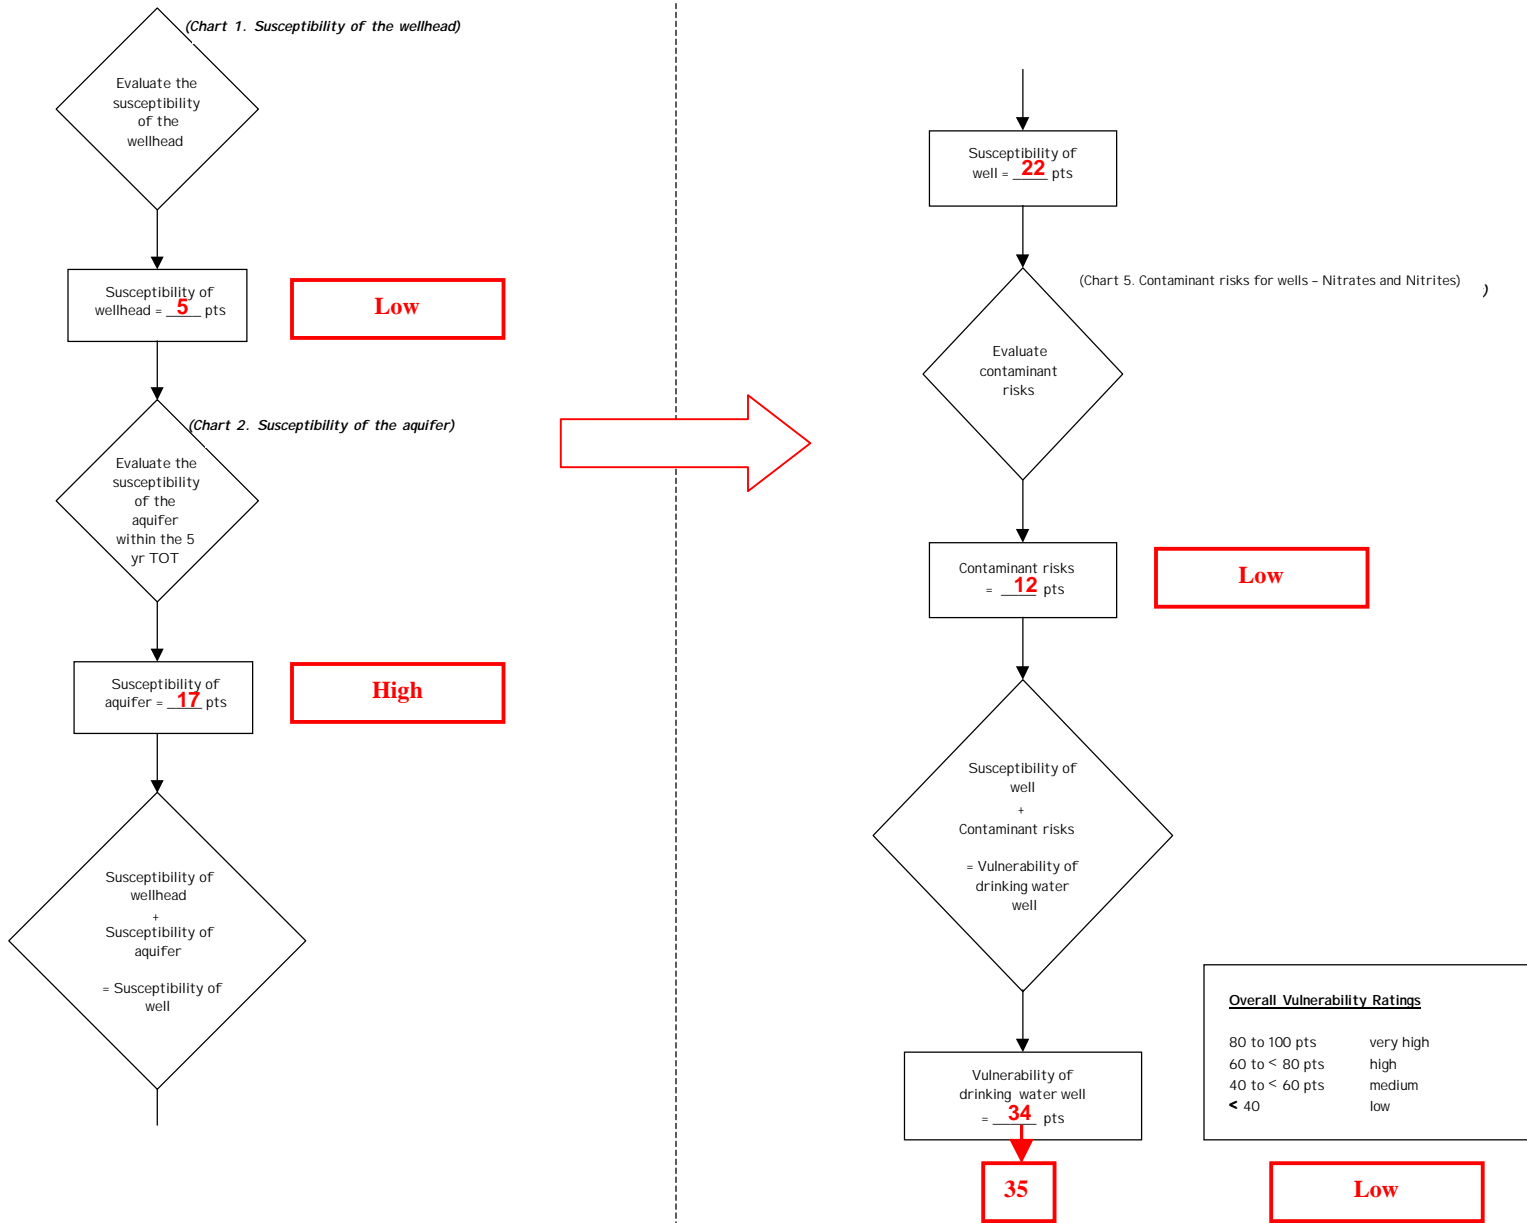 (Chart 1. Susceptibility of the wellhead)
Evaluate the
susceptibility
of the
wellhead
Susceptibility of
wellhead = 5 pts
Low
(Chart 2. Susceptibility of the aquifer)
Evaluate the
susceptibility
of the
aquifer
within the 5
yr TOT
Susceptibility of
aquifer = 17 pts
High
Susceptibility of
wellhead
+
Susceptibility of
aquifer
= Susceptibility of
well
Susceptibility of
well = 22 pts
(Chart 5. Contaminant risks for wells – Nitrates and Nitrites)
)
Evaluate
contaminant
risks
Contaminant risks
= 12 pts
Low
Susceptibility of
well
+
Contaminant risks
= Vulnerability of
drinking water
well
Vulnerability of
drinking water well
= 34 pts
35
Overall Vulnerability Ratings
80 to 100 pts very high
60 to < 80 pts high
40 to < 60 pts medium
< 40 low
Low